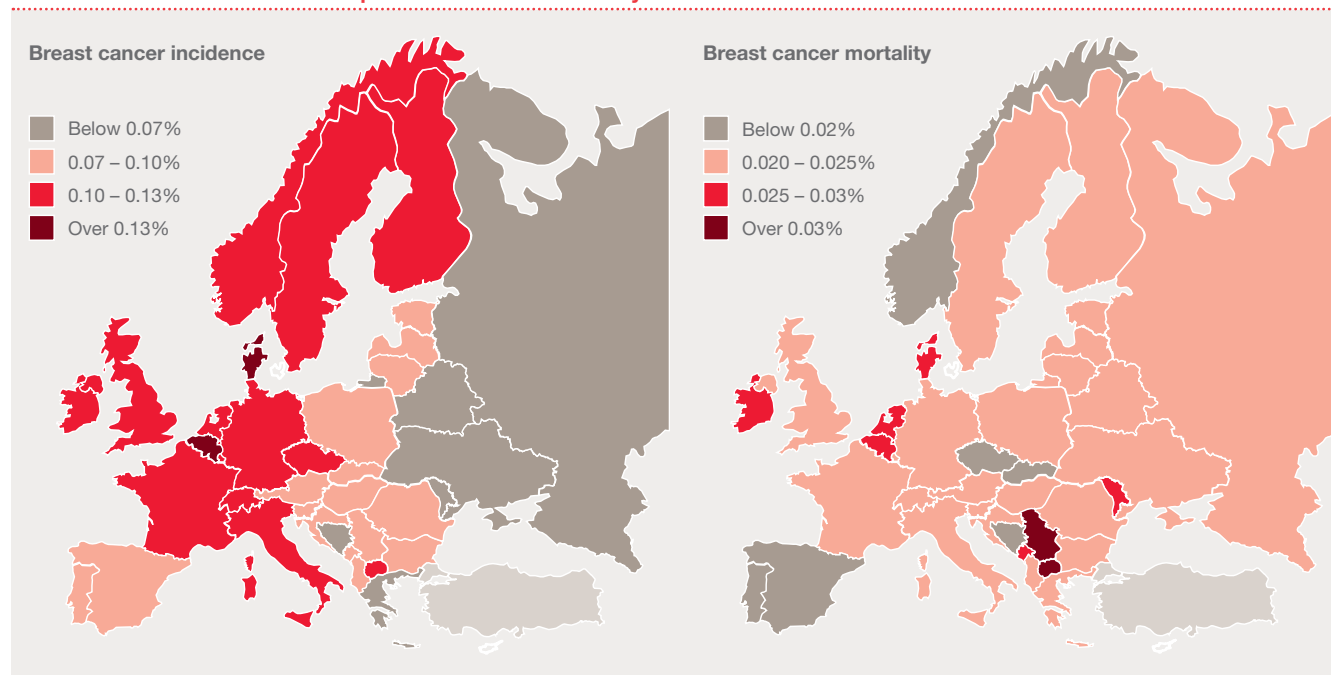 Breast cancer incidence
Below 0.07%
0.07 – 0.10%
0.10 – 0.13%
Over 0.13%
Breast cancer mortality
Below 0.02%
0.020 – 0.025%
0.025 – 0.03%
Over 0.03%